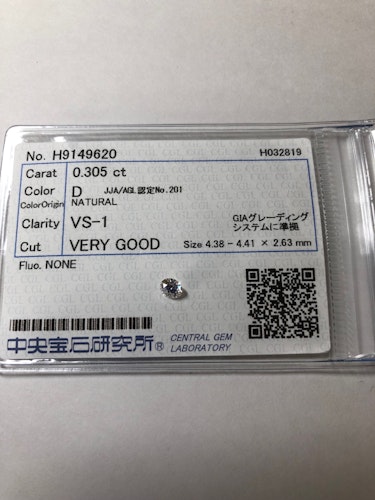 No. H9149620 H032819
Carat 0.305 ct
Color D JJA/AGL認定No.201
ColorOrigin NATURAL
Clarity VS-1 GIAグレーディング
システムに準拠
Cut VERY GOOD Size 4.38 - 4.41 × 2.63 mm
Fluo. NONE
中央宝石研究所® CENTRAL GEM
LABORATORY